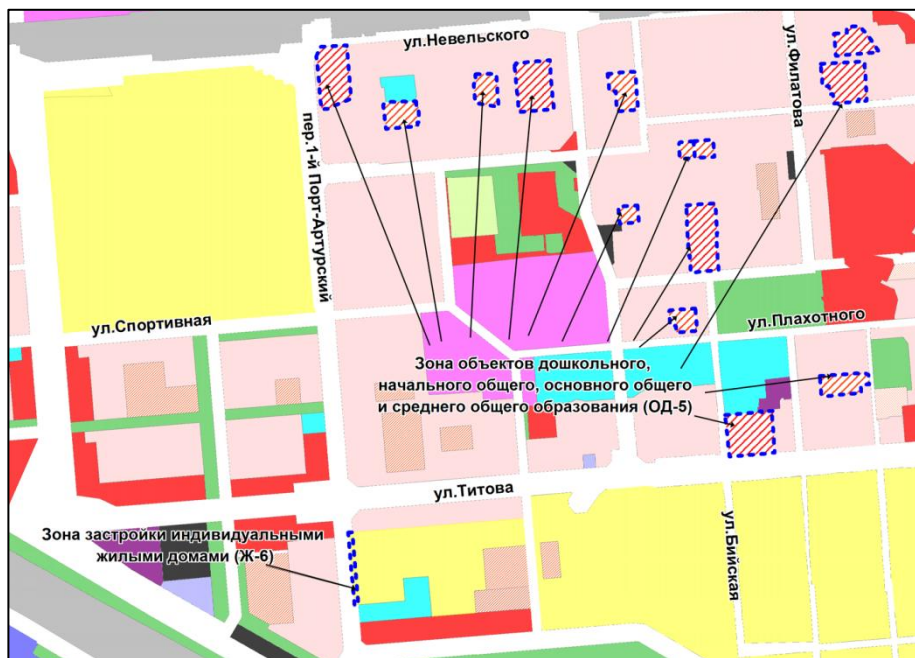 ул.Невельского
ул.Филатова
пер.1-й Порт-Артурский
ул.Спортивная
ул.Плахотного
Зона объектов дошкольного,
начального общего, основного общего
и среднего общего образования (ОД-5)
ул.Титова
Зона застройки индивидуальными
жилыми домами (Ж-6)
ул.Бийская